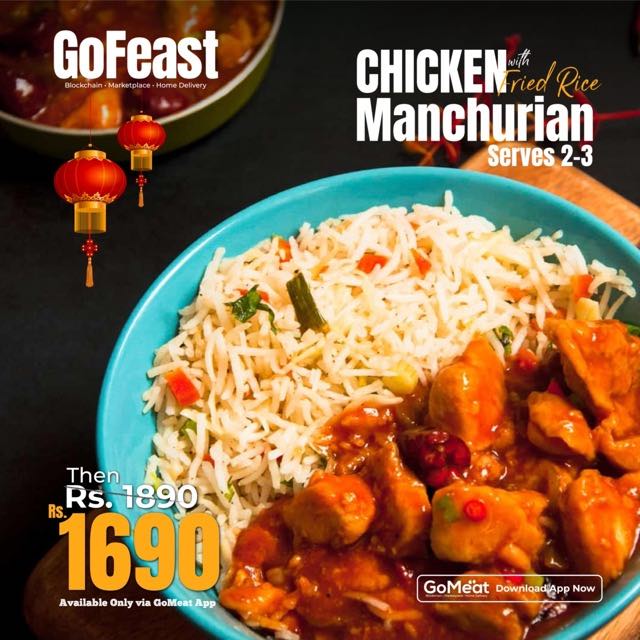 GoFeast
Blockchain • Marketplace • Home Delivery
CHICKEN with
Fried Rice
Manchurian
Serves 2-3
Then
Rs. 1890
Rs.
1690
Available Only via GoMeat App
GoMeat
Download App Now